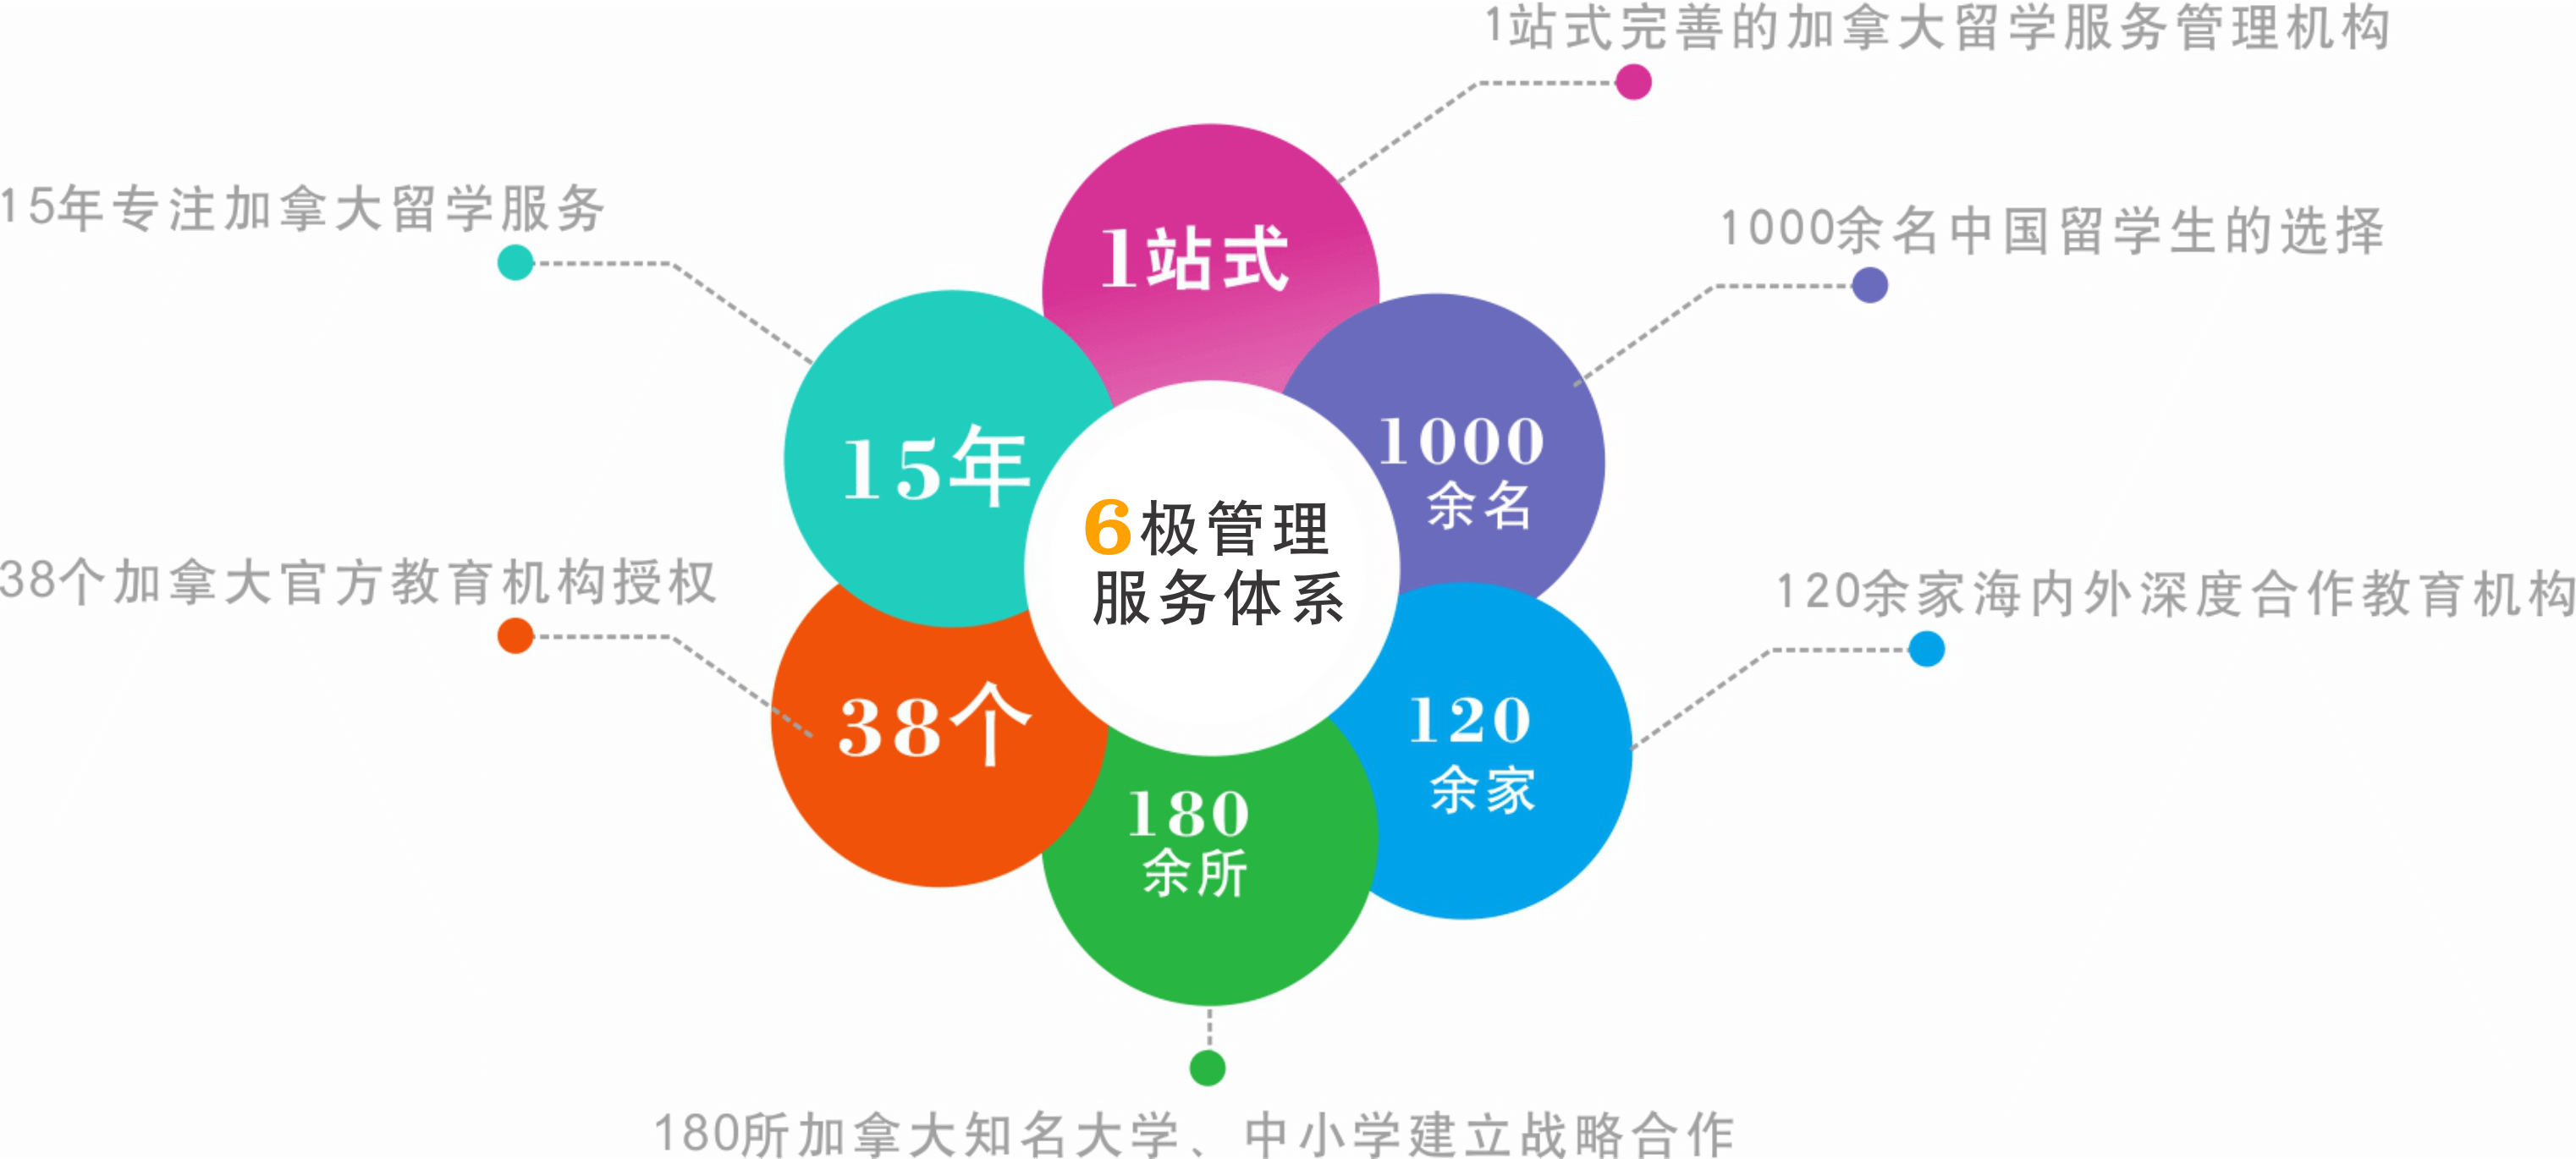 1站式完善的加拿大留学服务管理机构
15年专注加拿大留学服务
1000余名中国留学生的选择
1站式
15年
1000
余名
6极管理
服务体系
38个加拿大官方教育机构授权
120余家海内外深度合作教育机构
38个
120
余家
180
余所
180所加拿大知名大学、中小学建立战略合作